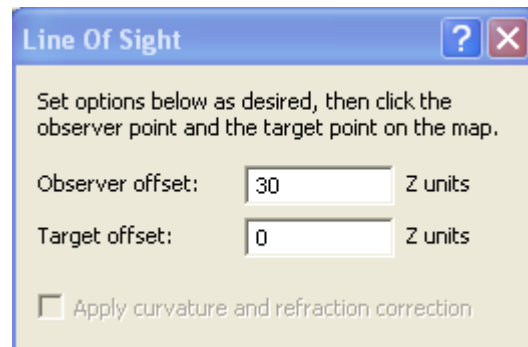 Line Of Sight
Set options below as desired, then click the
observer point and the target point on the map.
Observer offset: 30 Z units
Target offset: 0 Z units
Apply curvature and refraction correction